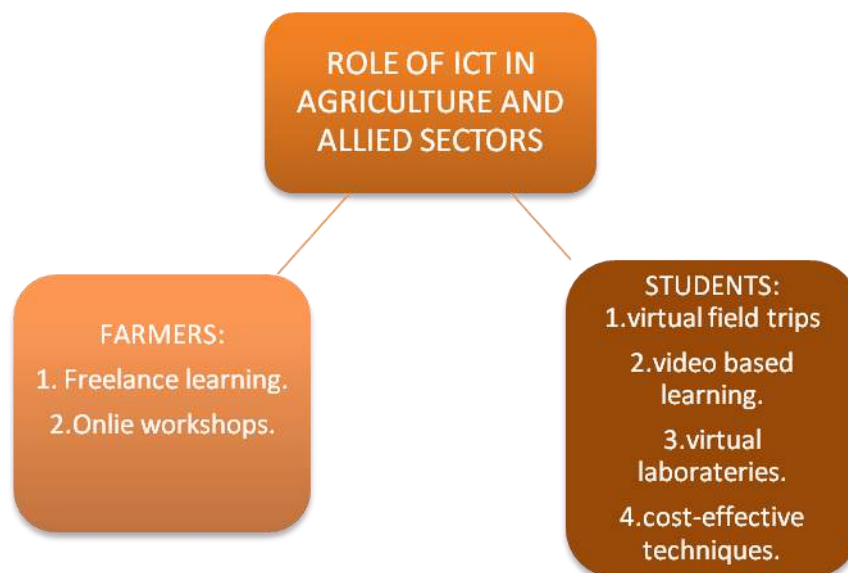 ROLE OF ICT IN
AGRICULTURE AND
ALLIED SECTORS
FARMERS:
1. Freelance learning.
2.Onlie workshops.
STUDENTS:
1.virtual field trips
2.video based
learning.
3.virtual
laborateries.
4.cost-effective
techniques.